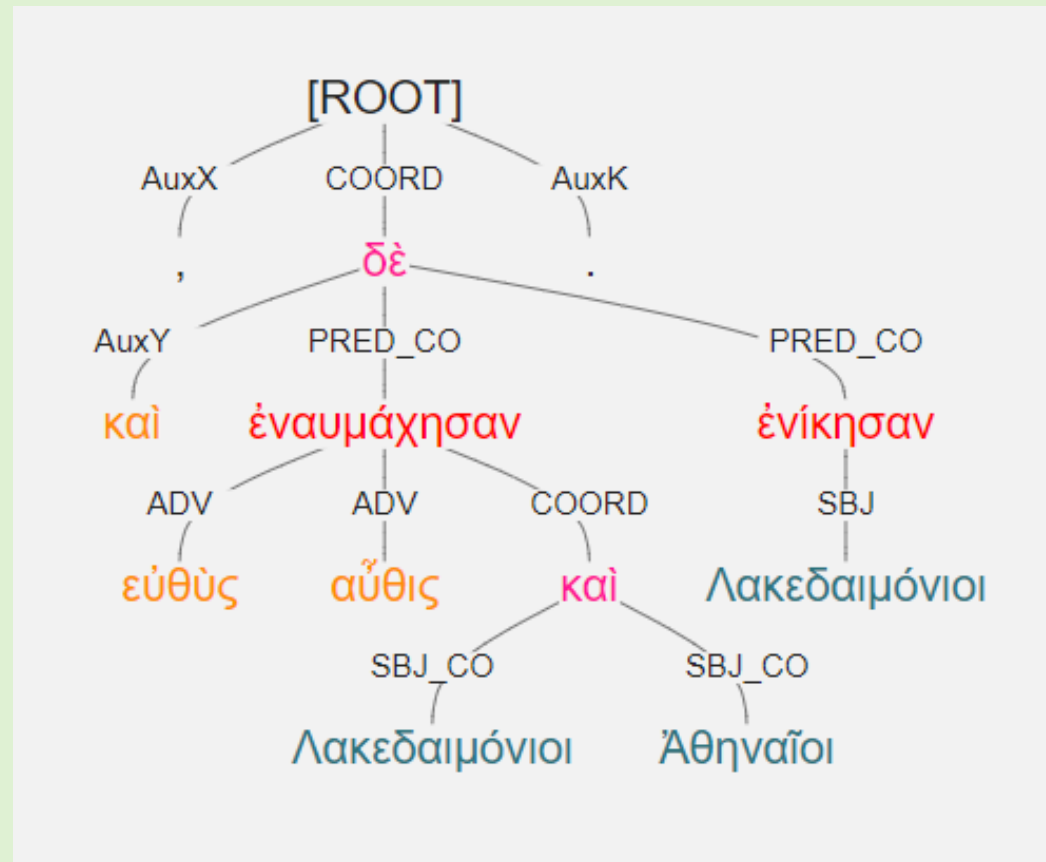 [ROOT]
AuxX COORD AuxK
, δὲ .
AuxY PRED_CO PRED_CO
καὶ ἐναυμάχησαν ἐνίκησαν
ADV ADV COORD SBJ
εὐθὺς αὖθις καὶ Λακεδαιμόνιοι
SBJ_CO SBJ_CO
Λακεδαιμόνιοι Ἀθηναῖοι